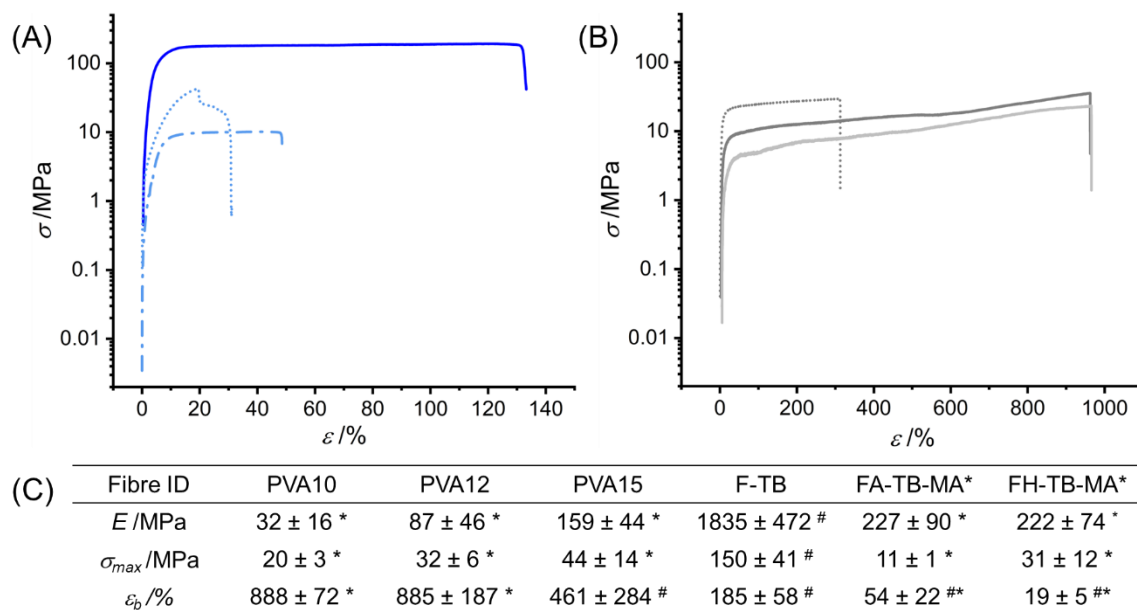 (A)
σ /MPa
100
10
1
0.1
0.01
0 20 40 60 80 100 120 140
ε /%
(B)
σ /MPa
100
10
1
0.1
0.01
0 200 400 600 800 1000
ε /%
(C)
Fibre ID PVA10 PVA12 PVA15 F-TB FA-TB-MA* FH-TB-MA*
E /MPa 32 ± 16 * 87 ± 46 * 159 ± 44 * 1835 ± 472 # 227 ± 90 * 222 ± 74 *
σmax /MPa 20 ± 3 * 32 ± 6 * 44 ± 14 * 150 ± 41 # 11 ± 1 * 31 ± 12 *
εb /% 888 ± 72 * 885 ± 187 * 461 ± 284 # 185 ± 58 # 54 ± 22 #* 19 ± 5 #*